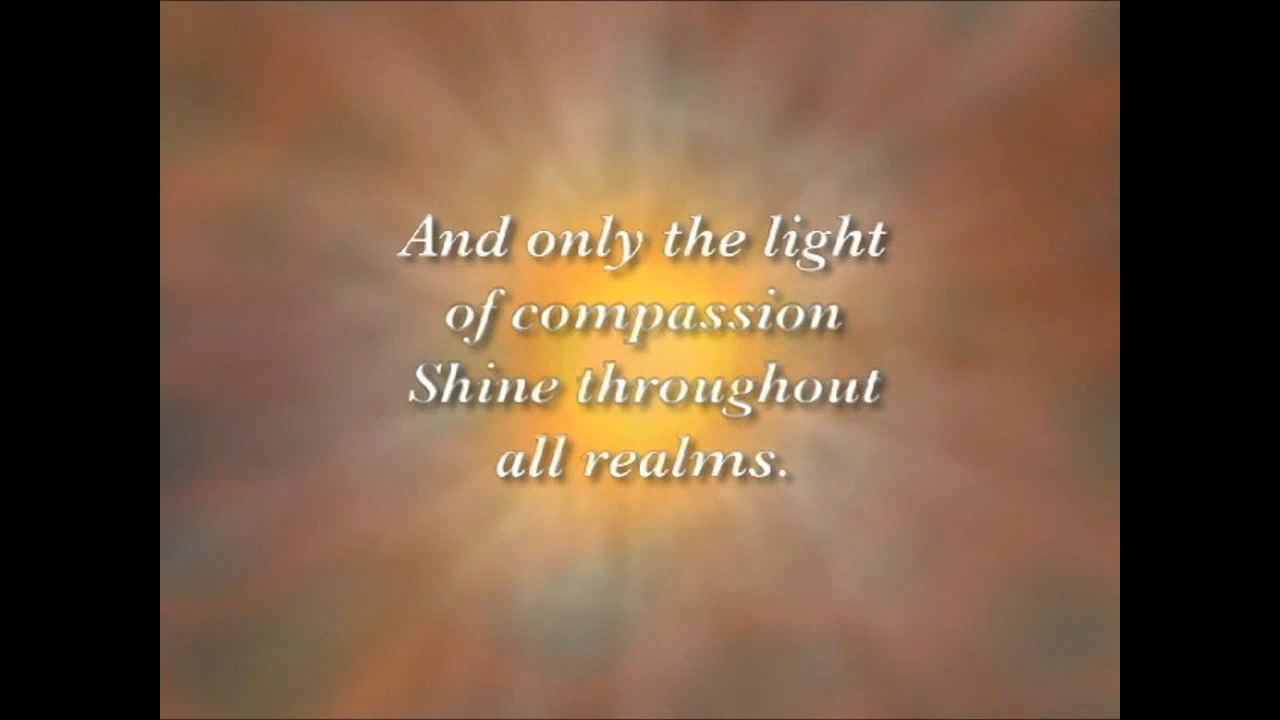 And only the light
of compassion
Shine throughout
all realms.